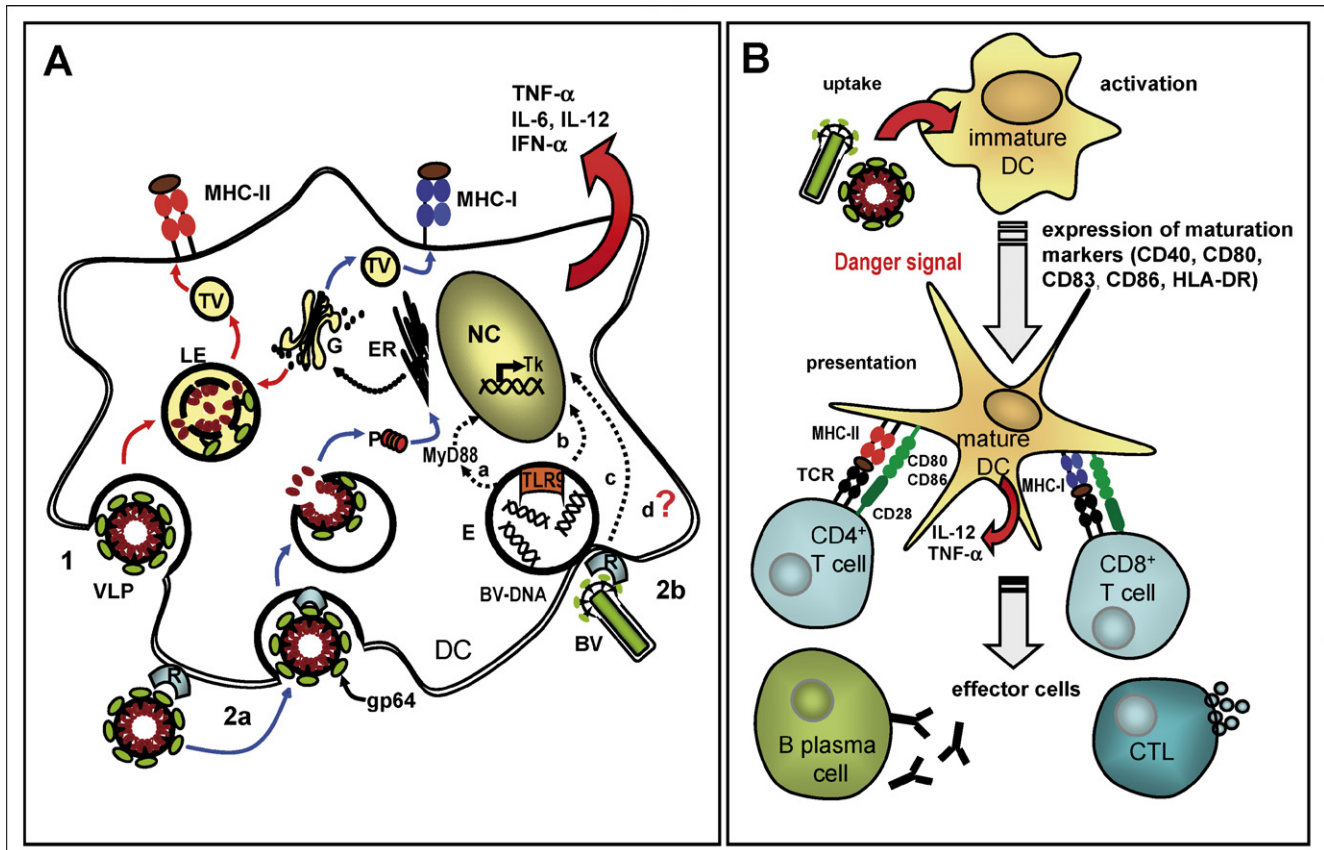 A
TNF-α
IL-6, IL-12
IFN-α
MHC-II
MHC-I
TV
TV
LE
G
ER
NC
Tk
P
MyD88
a
b
c
d ?
TLR9
E
1
VLP
BV-DNA
R
2b
BV
DC
R
2a
gp64
B
uptake
activation
immature
DC
Danger signal
expression of maturation
markers (CD40, CD80,
CD83, CD86, HLA-DR)
presentation
mature
DC
MHC-II
TCR
CD80
CD86
CD28
MHC-I
IL-12
TNF-α
CD4+
T cell
CD8+
T cell
effector cells
B plasma
cell
CTL